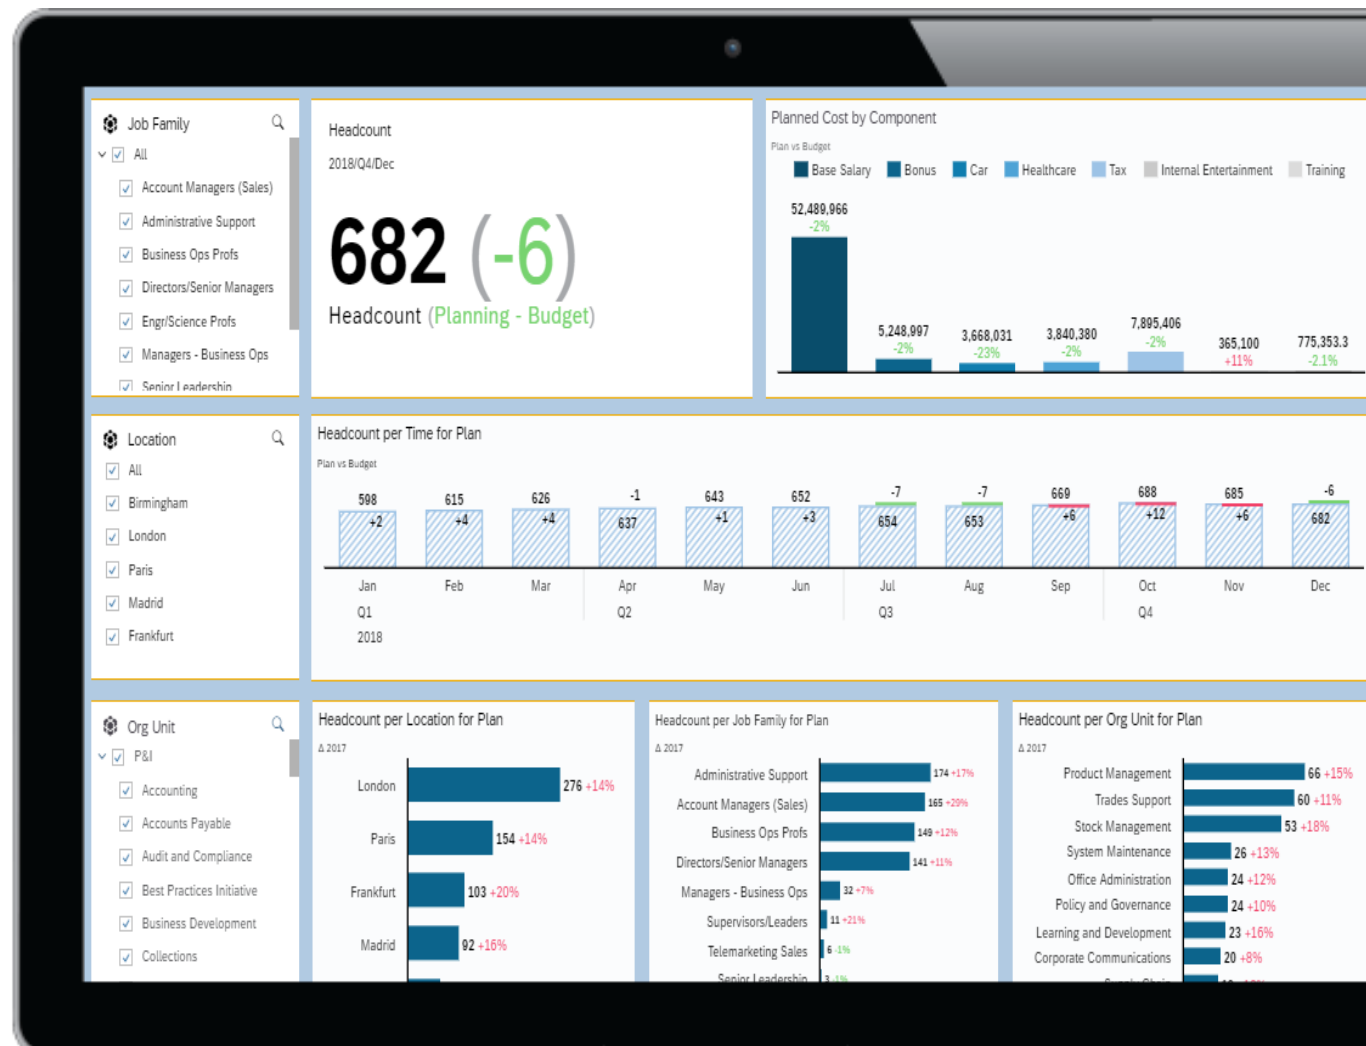 Job Family
All
Account Managers (Sales)
Administrative Support
Business Ops Profs
Directors/Senior Managers
Engr/Science Profs
Managers - Business Ops
Senior Leadership
Headcount
2018/Q4/Dec
682 (-6)
Headcount (Planning - Budget)
Planned Cost by Component
Plan vs Budget
Base Salary Bonus Car Healthcare Tax Internal Entertainment Training
52,489,966
-2%
5,248,997
-2%
3,668,031
-23%
3,840,380
-2%
7,895,406
-2%
365,100
+11%
775,353.3
-2.1%
Location
All
Birmingham
London
Paris
Madrid
Frankfurt
Headcount per Time for Plan
Plan vs Budget
598 615 626 -1 643 652 -7 -7 669 688 685 -6
+2 +4 +4 637 +1 +3 654 653 +6 +12 +6 682
Jan Feb Mar Apr May Jun Jul Aug Sep Oct Nov Dec
Q1 Q2 Q3 Q4
2018
Org Unit
P&I
Accounting
Accounts Payable
Audit and Compliance
Best Practices Initiative
Business Development
Collections
Headcount per Location for Plan
Δ 2017
London 276 +14%
Paris 154 +14%
Frankfurt 103 +20%
Madrid 92 +16%
Headcount per Job Family for Plan
Δ 2017
Administrative Support 174 +17%
Account Managers (Sales) 165 +29%
Business Ops Profs 149 +12%
Directors/Senior Managers 141 +11%
Managers - Business Ops 32 +7%
Supervisors/Leaders 11 +21%
Telemarketing Sales 6 -1%
Senior Leadership 3 -1%
Headcount per Org Unit for Plan
Δ 2017
Product Management 66 +15%
Trades Support 60 +11%
Stock Management 53 +18%
System Maintenance 26 +13%
Office Administration 24 +12%
Policy and Governance 24 +10%
Learning and Development 23 +16%
Corporate Communications 20 +8%
Supply Chain